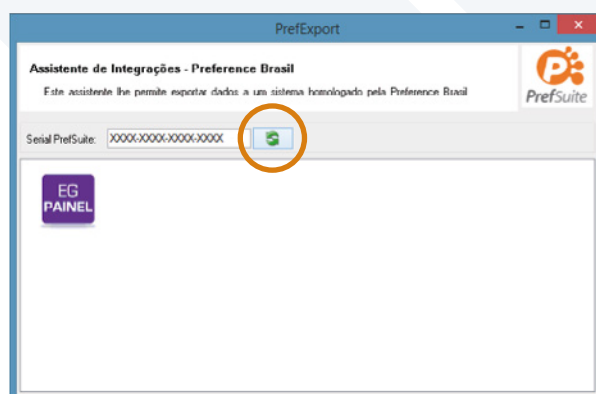 PrefExport
Assistente de Integrações - Preference Brasil
Este assistente lhe permite exportar dados a um sistema homologado pela Preference Brasil
PrefSuite
Serial PrefSuite: XXXX-XXXX-XXXX-XXXX
EG
PAINEL